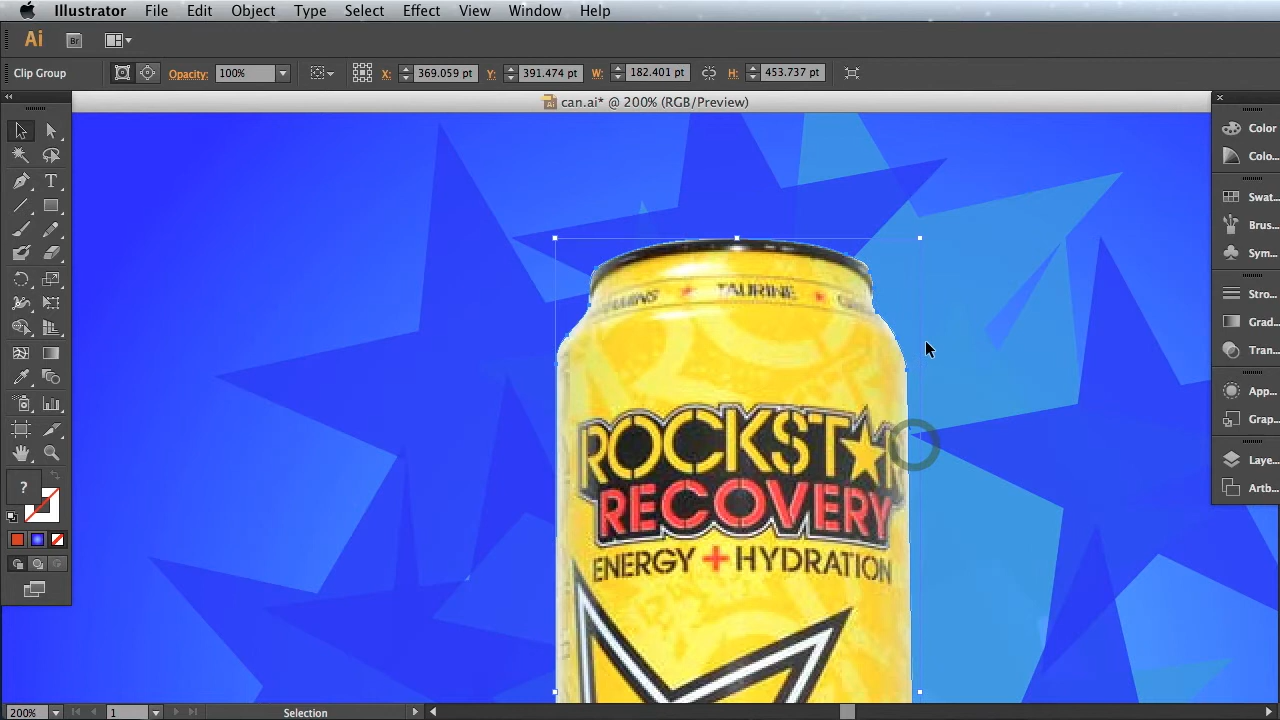 Illustrator File Edit Object Type Select Effect View Window Help
Ai Br
Clip Group Opacity: 100% X: 369.059 pt Y: 391.474 pt W: 182.401 pt H: 453.737 pt
can.ai* @ 200% (RGB/Preview)
Color
Colo...
Swat...
Brus...
Sym...
Stro...
Grad...
Tran...
App...
Grap...
Laye...
Artb...
?
TAURINE
ROCKSTAR
RECOVERY
ENERGY + HYDRATION
200% 1 Selection